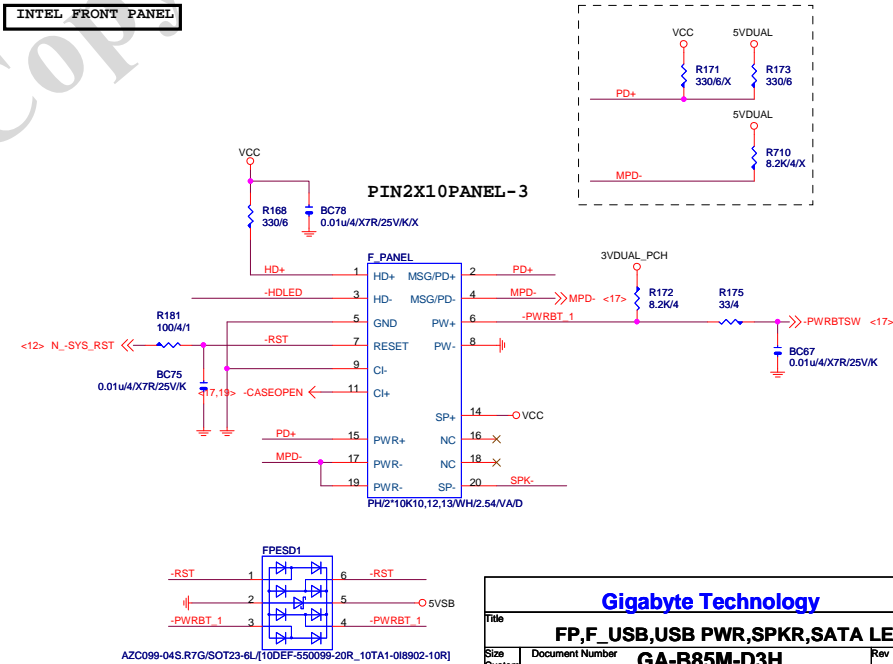 INTEL FRONT PANEL
Copy
VCC
5VDUAL
R171
330/6/X
R173
330/6
PD+
5VDUAL
R710
8.2K/4/X
MPD-
VCC
PIN2X10PANEL-3
R168
330/6
BC78
0.01u/4/X7R/25V/K/X
F_PANEL
3VDUAL_PCH
HD+ 1 HD+ MSG/PD+ 2 PD+
-HDLED 3 HD- MSG/PD- 4 MPD- MPD- <17>
R172
8.2K/4
R175
33/4
5 GND PW+ 6 -PWRBT_1 -PWRBTSW <17>
R181
100/4/1
<12> N_-SYS_RST -RST 7 RESET PW- 8
BC67
0.01u/4/X7R/25V/K
9 CI-
BC75
0.01u/4/X7R/25V/K
<17,19> -CASEOPEN 11 CI+
SP+ 14 VCC
PD+ 15 PWR+ NC 16
MPD- 17 PWR- NC 18
19 PWR- SP- 20 SPK-
PH/2*10K10,12,13/WH/2.54/VA/D
FPESD1
-RST 1 6 -RST
2 5 5VSB
-PWRBT_1 3 4 -PWRBT_1
AZC099-04S.R7G/SOT23-6L/[10DEF-550099-20R_10TA1-0I8902-10R]
Gigabyte Technology
Title
FP,F_USB,USB PWR,SPKR,SATA LE
Size
Document Number
Rev
Custom
GA-B85M-D3H